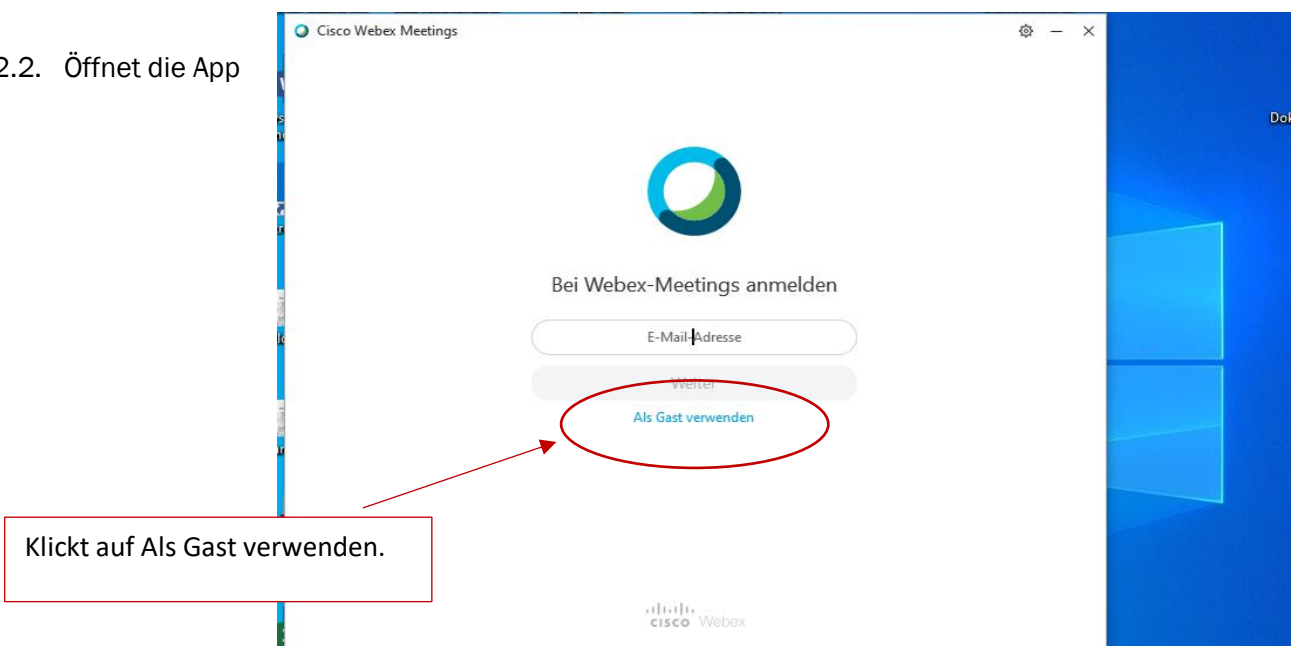 Cisco Webex Meetings
2.2. Öffnet die App
Bei Webex-Meetings anmelden
E-Mail-Adresse
Weiter
Als Gast verwenden
Klickt auf Als Gast verwenden.
cisco Webex